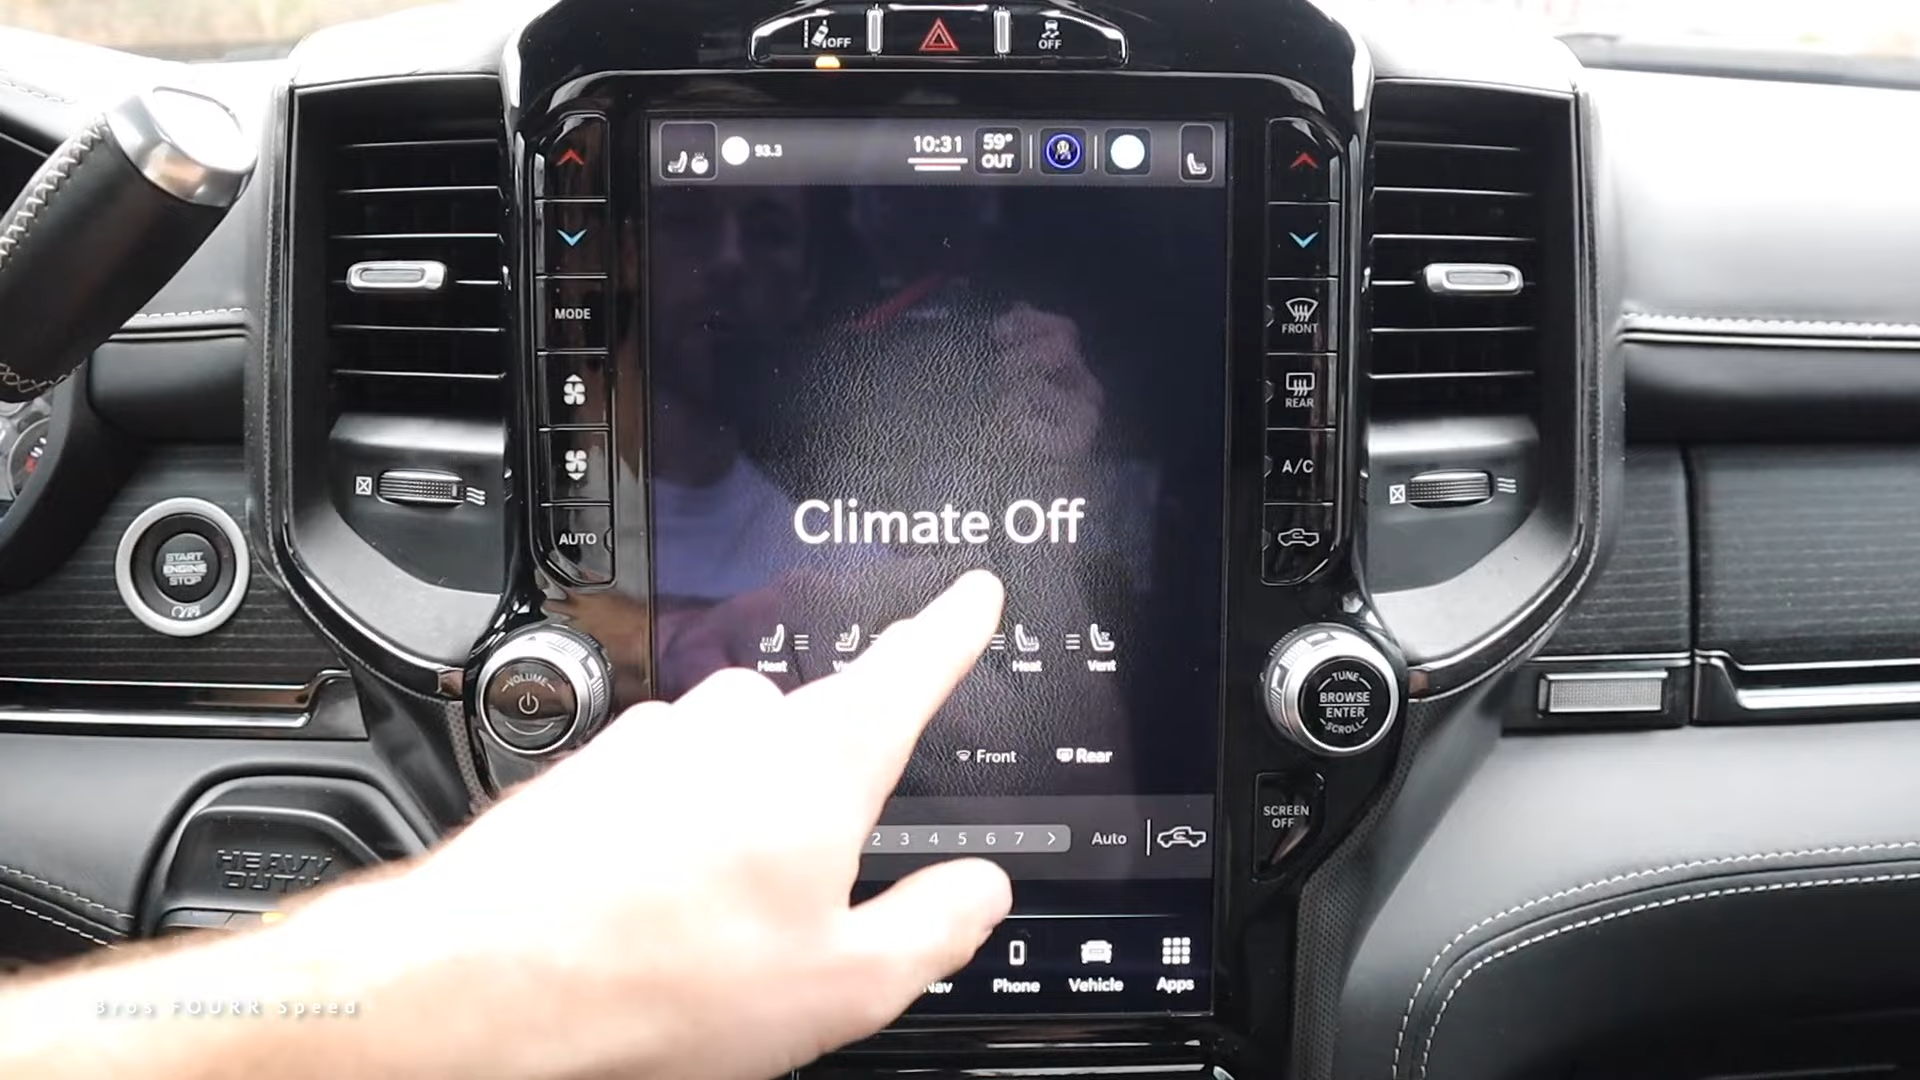 OFF
OFF
93.3
10:31
59°
OUT
MODE
FRONT
REAR
A/C
AUTO
Climate Off
START
ENGINE
STOP
Heat
Heat
Vent
VOLUME
TUNE
BROWSE
ENTER
SCROLL
Front
Rear
SCREEN
OFF
2 3 4 5 6 7 >
Auto
HEAVY
DUTY
Nav
Phone
Vehicle
Apps
Bros FOURR Speed